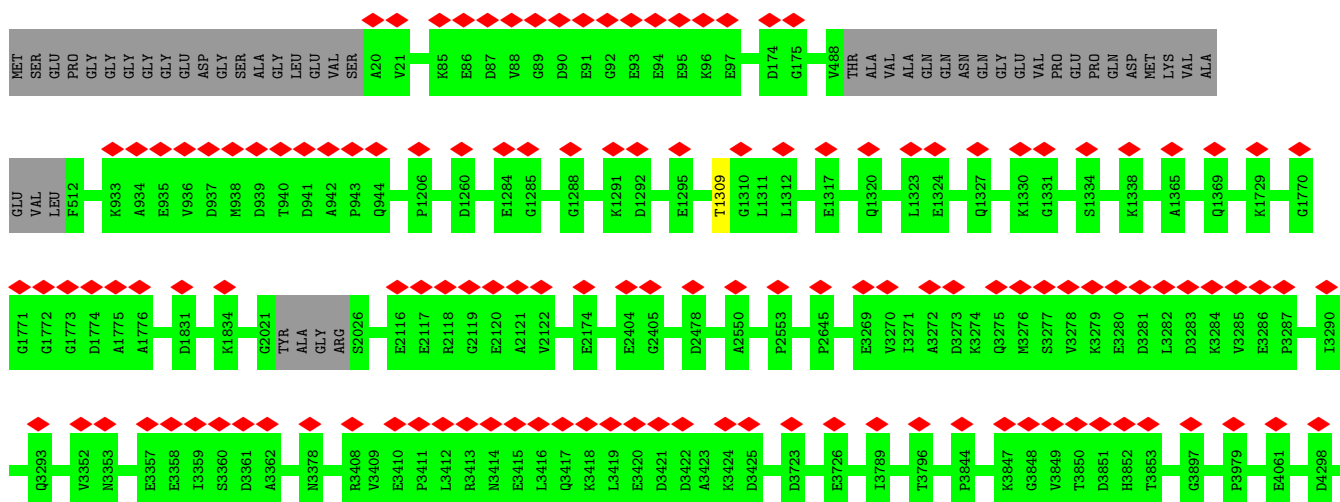 MET SER GLU PRO GLY GLY GLY GLY GLY GLU ASP GLY SER ALA GLY LEU GLU VAL SER A20 V21 K85 E86 D87 V88 G89 D90 E91 G92 E93 E94 E95 K96 E97 D174 G175 V488 THR ALA VAL ALA GLN GLN ASN GLN GLY GLU VAL PRO GLU PRO GLN ASP MET LYS VAL ALA
GLU VAL LEU F512 K933 A934 E935 V936 D937 M938 D939 T940 D941 A942 P943 Q944 P1206 D1260 E1284 G1285 G1288 K1291 D1292 E1295 T1309 G1310 L1311 L1312 E1317 Q1320 L1323 E1324 Q1327 K1330 G1331 S1334 K1338 A1365 Q1369 K1729 G1770
G1771 G1772 G1773 D1774 A1775 A1776 D1831 K1834 G2021 TYR ALA GLY ARG S2026 E2116 E2117 R2118 G2119 E2120 A2121 V2122 E2174 E2404 G2405 D2478 A2550 P2553 P2645 E3269 V3270 I3271 A3272 D3273 K3274 Q3275 M3276 S3277 V3278 K3279 E3280 D3281 L3282 D3283 K3284 V3285 E3286 P3287 I3290
Q3293 V3352 N3353 E3357 E3358 I3359 S3360 D3361 A3362 N3378 R3408 V3409 E3410 P3411 L3412 R3413 N3414 E3415 L3416 Q3417 K3418 L3419 E3420 D3421 D3422 A3423 K3424 D3425 D3723 E3726 I3789 T3796 P3844 K3847 G3848 V3849 T3850 D3851 H3852 T3853 G3897 P3979 E4061 D4298